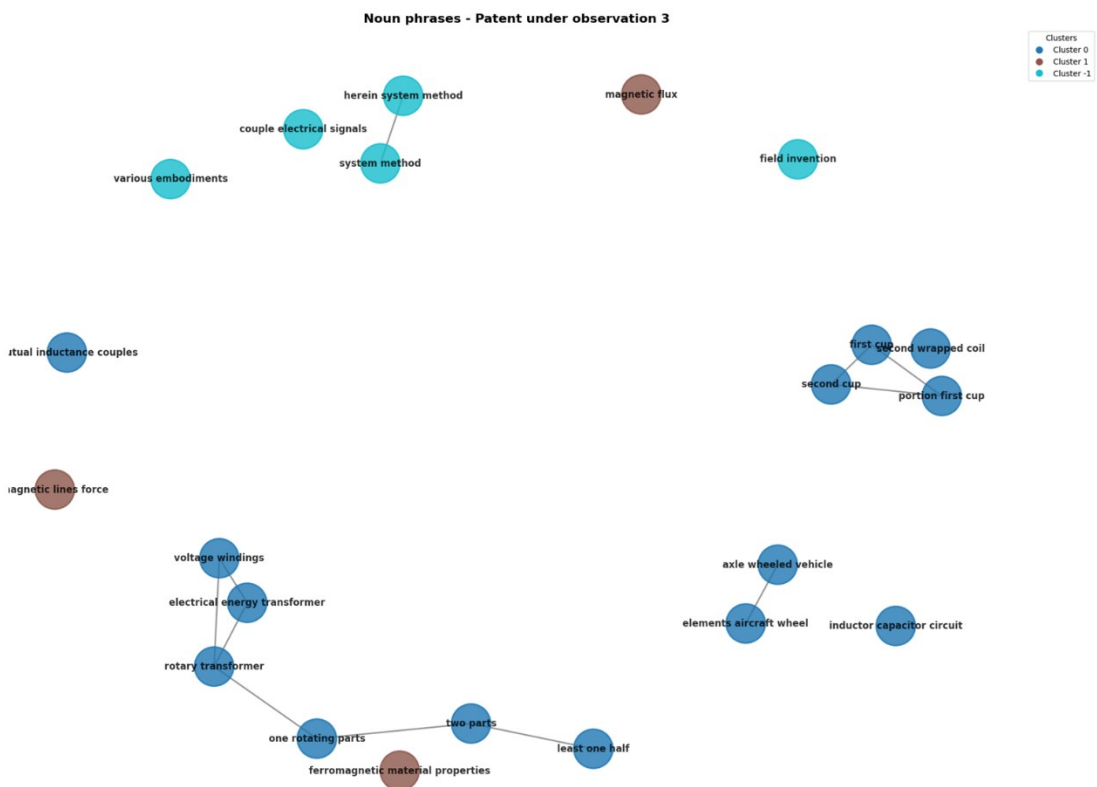 Noun phrases - Patent under observation 3
Clusters
Cluster 0
Cluster 1
Cluster -1
herein system method
magnetic flux
couple electrical signals
system method
field invention
various embodiments
utual inductance couples
first cup
second wrapped coil
second cup
portion first cup
agnetic lines force
voltage windings
axle wheeled vehicle
electrical energy transformer
elements aircraft wheel
inductor capacitor circuit
rotary transformer
two parts
one rotating parts
least one half
ferromagnetic material properties